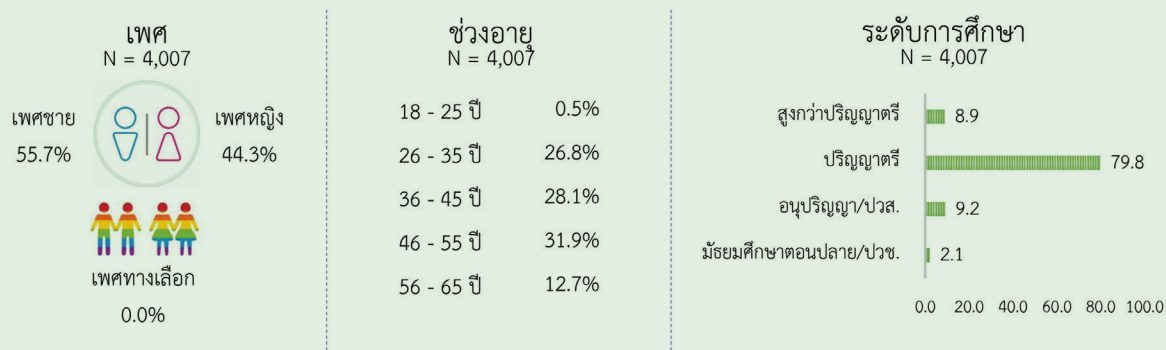 เพศ
N = 4,007
เพศชาย
55.7%
เพศหญิง
44.3%
เพศทางเลือก
0.0%
ช่วงอายุ
N = 4,007
18 - 25 ปี 0.5%
26 - 35 ปี 26.8%
36 - 45 ปี 28.1%
46 - 55 ปี 31.9%
56 - 65 ปี 12.7%
ระดับการศึกษา
N = 4,007
สูงกว่าปริญญาตรี 8.9
ปริญญาตรี 79.8
อนุปริญญา/ปวส. 9.2
มัธยมศึกษาตอนปลาย/ปวช. 2.1
0.0 20.0 40.0 60.0 80.0 100.0